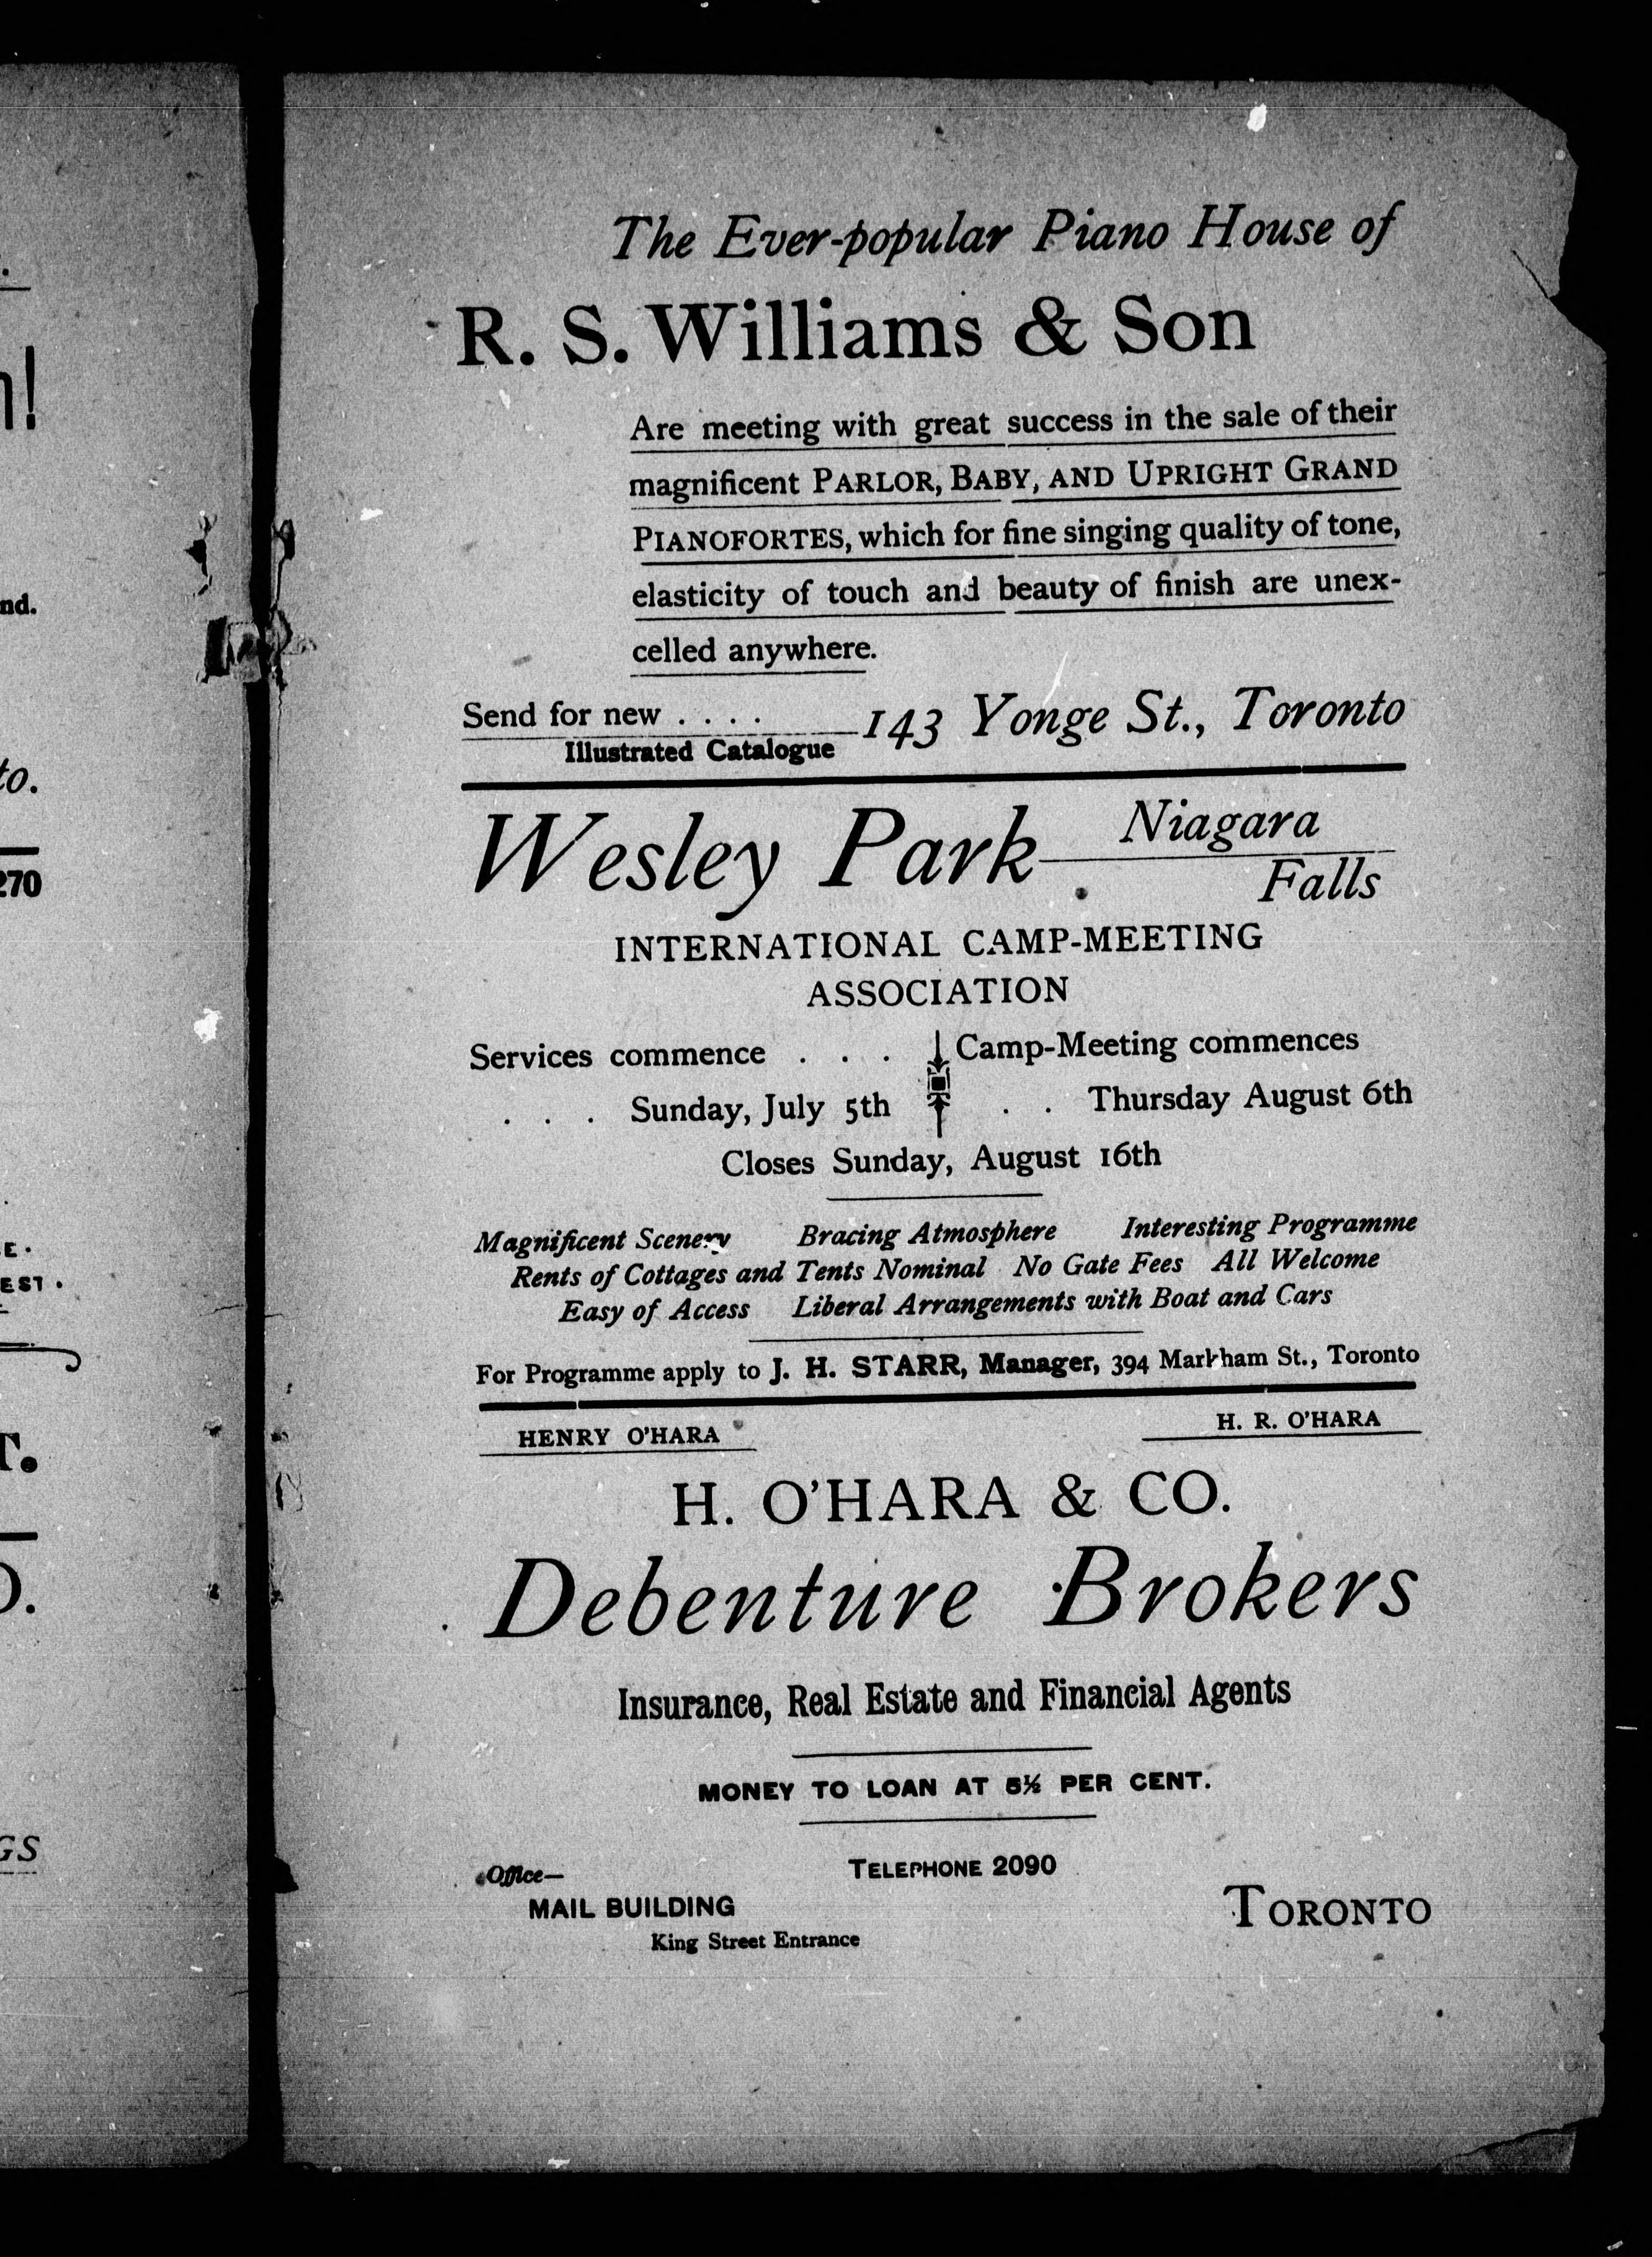 The Ever-popular Piano House of
R. S. Williams & Son
Are meeting with great success in the sale of their
magnificent PARLOR, BABY, AND UPRIGHT GRAND
PIANOFORTES, which for fine singing quality of tone,
elasticity of touch and beauty of finish are unex-
celled anywhere.
Send for new . . . .
Illustrated Catalogue
143 Yonge St., Toronto
Wesley Park
Niagara
Falls
INTERNATIONAL CAMP-MEETING
ASSOCIATION
Services commence . . .
. . . Sunday, July 5th
Camp-Meeting commences
. . Thursday August 6th
Closes Sunday, August 16th
Magnificent Scenery Bracing Atmosphere Interesting Programme
Rents of Cottages and Tents Nominal No Gate Fees All Welcome
Easy of Access Liberal Arrangements with Boat and Cars
For Programme apply to J. H. STARR, Manager, 394 Markham St., Toronto
HENRY O'HARA
H. R. O'HARA
H. O'HARA & CO.
Debenture Brokers
Insurance, Real Estate and Financial Agents
MONEY TO LOAN AT 5½ PER CENT.
Office—
TELEPHONE 2090
MAIL BUILDING
King Street Entrance
TORONTO